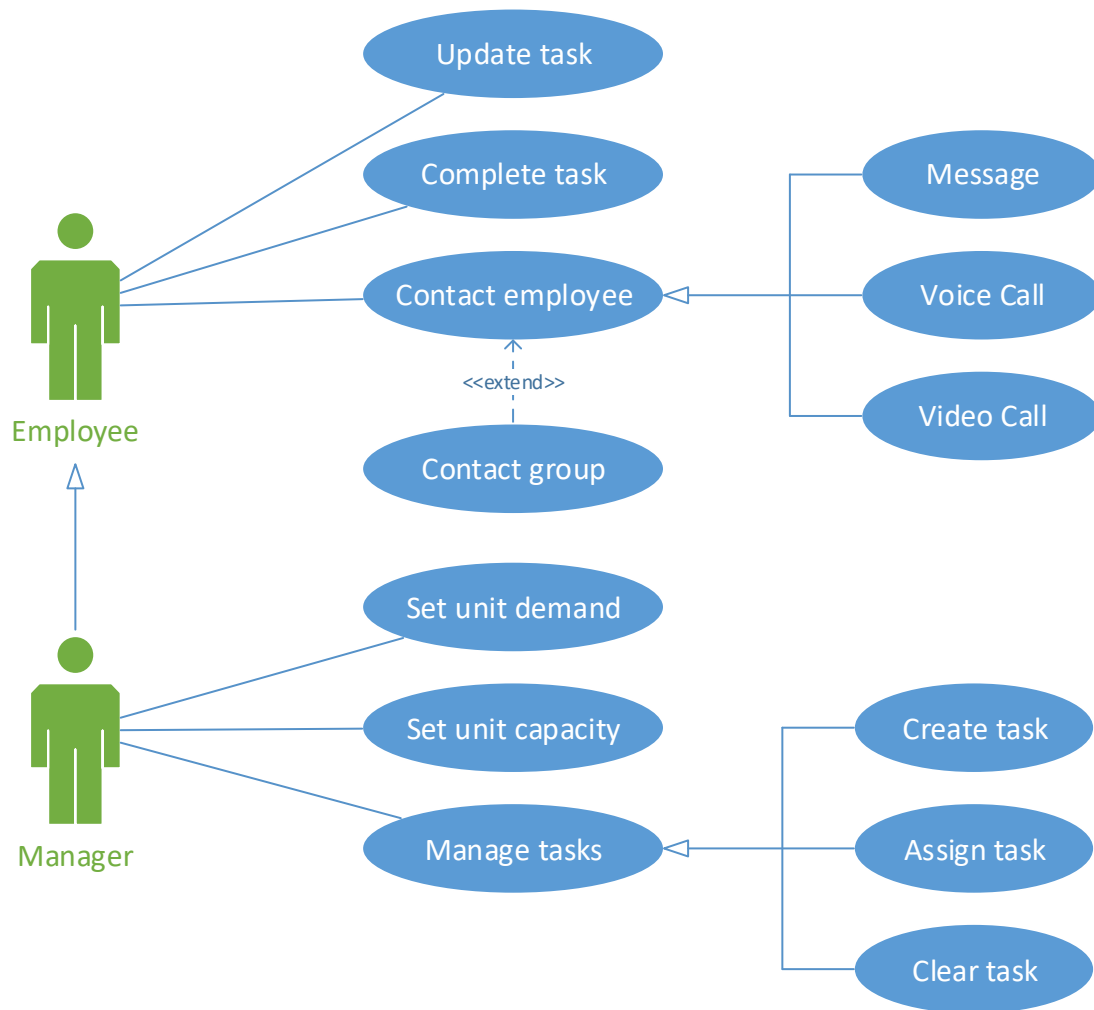 Update task
Complete task
Message
Contact employee
Voice Call
<<extend>>
Video Call
Employee
Contact group
Set unit demand
Set unit capacity
Create task
Manager
Manage tasks
Assign task
Clear task